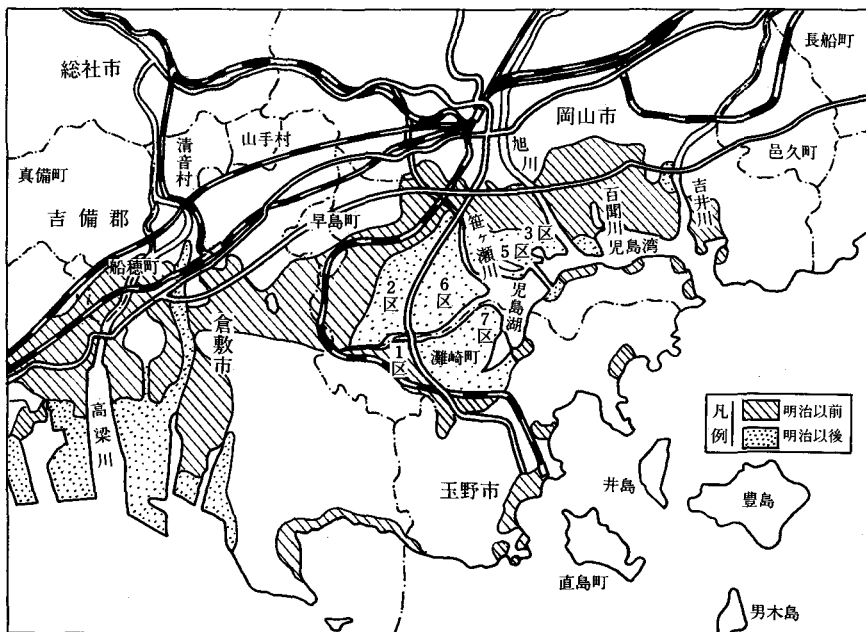 長船町
総社市
岡山市
山手村
清音村
旭川
邑久町
真備町
吉井川
百間川
早島町
吉備郡
笹ヶ瀬川
3区
児島湾
5区
船穂町
2区
6区
児島湖
倉敷市
7区
1区
灘崎町
凡例
明治以前
明治以後
高梁川
井島
玉野市
豊島
直島町
男木島